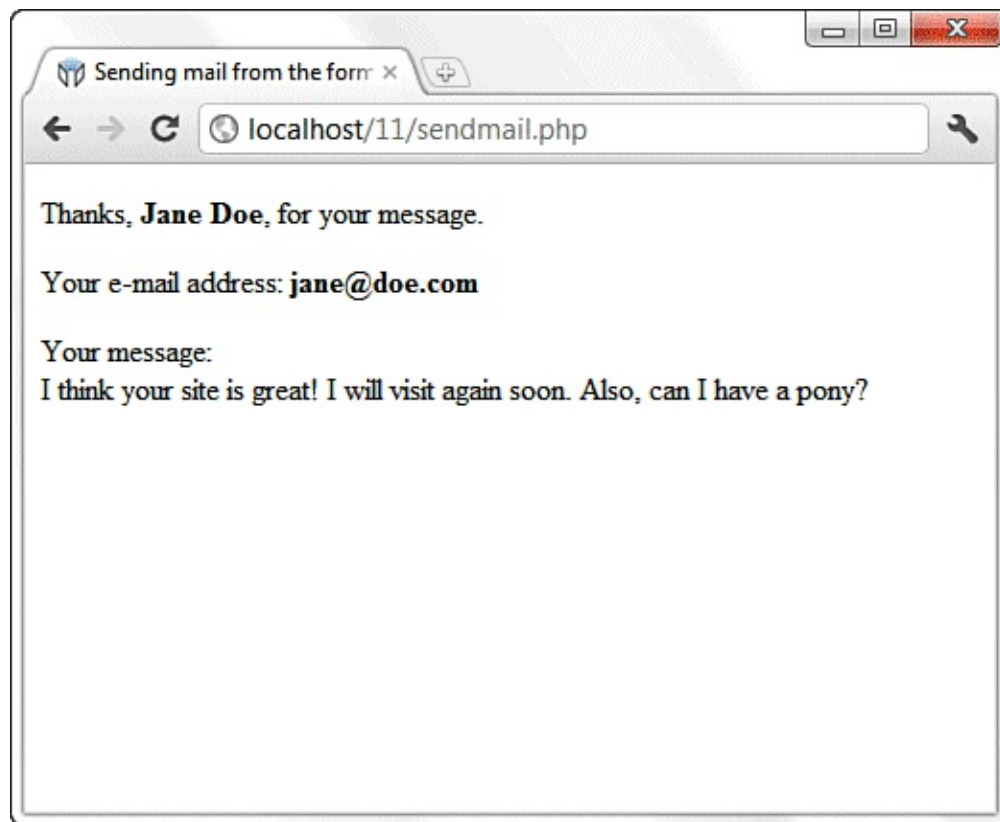 Sending mail from the form
localhost/11/sendmail.php
Thanks, Jane Doe, for your message.
Your e-mail address: jane@doe.com
Your message:
I think your site is great! I will visit again soon. Also, can I have a pony?